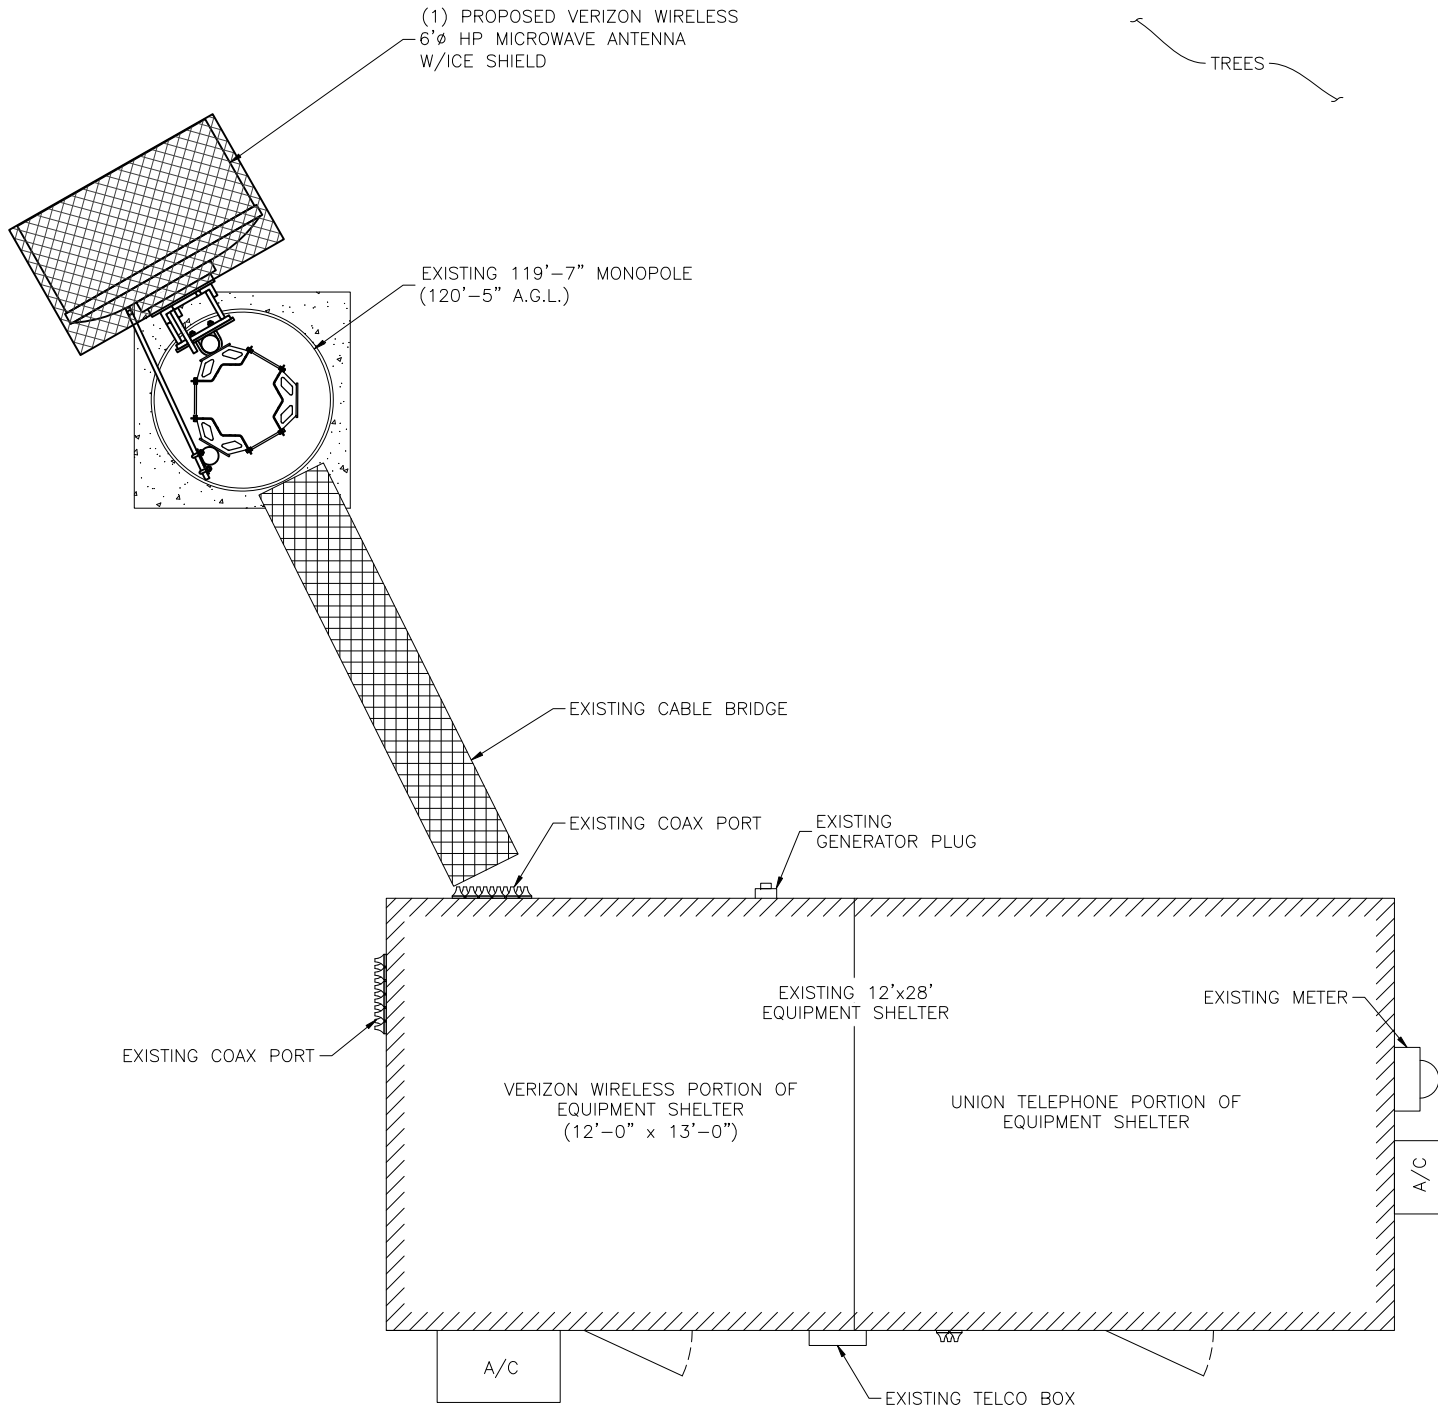 (1) PROPOSED VERIZON WIRELESS
6'ø HP MICROWAVE ANTENNA
W/ICE SHIELD
TREES
EXISTING 119'-7" MONOPOLE
(120'-5" A.G.L.)
EXISTING CABLE BRIDGE
EXISTING COAX PORT
EXISTING
GENERATOR PLUG
EXISTING 12'x28'
EQUIPMENT SHELTER
EXISTING METER
EXISTING COAX PORT
VERIZON WIRELESS PORTION OF
EQUIPMENT SHELTER
(12'-0" x 13'-0")
UNION TELEPHONE PORTION OF
EQUIPMENT SHELTER
A/C
A/C
EXISTING TELCO BOX